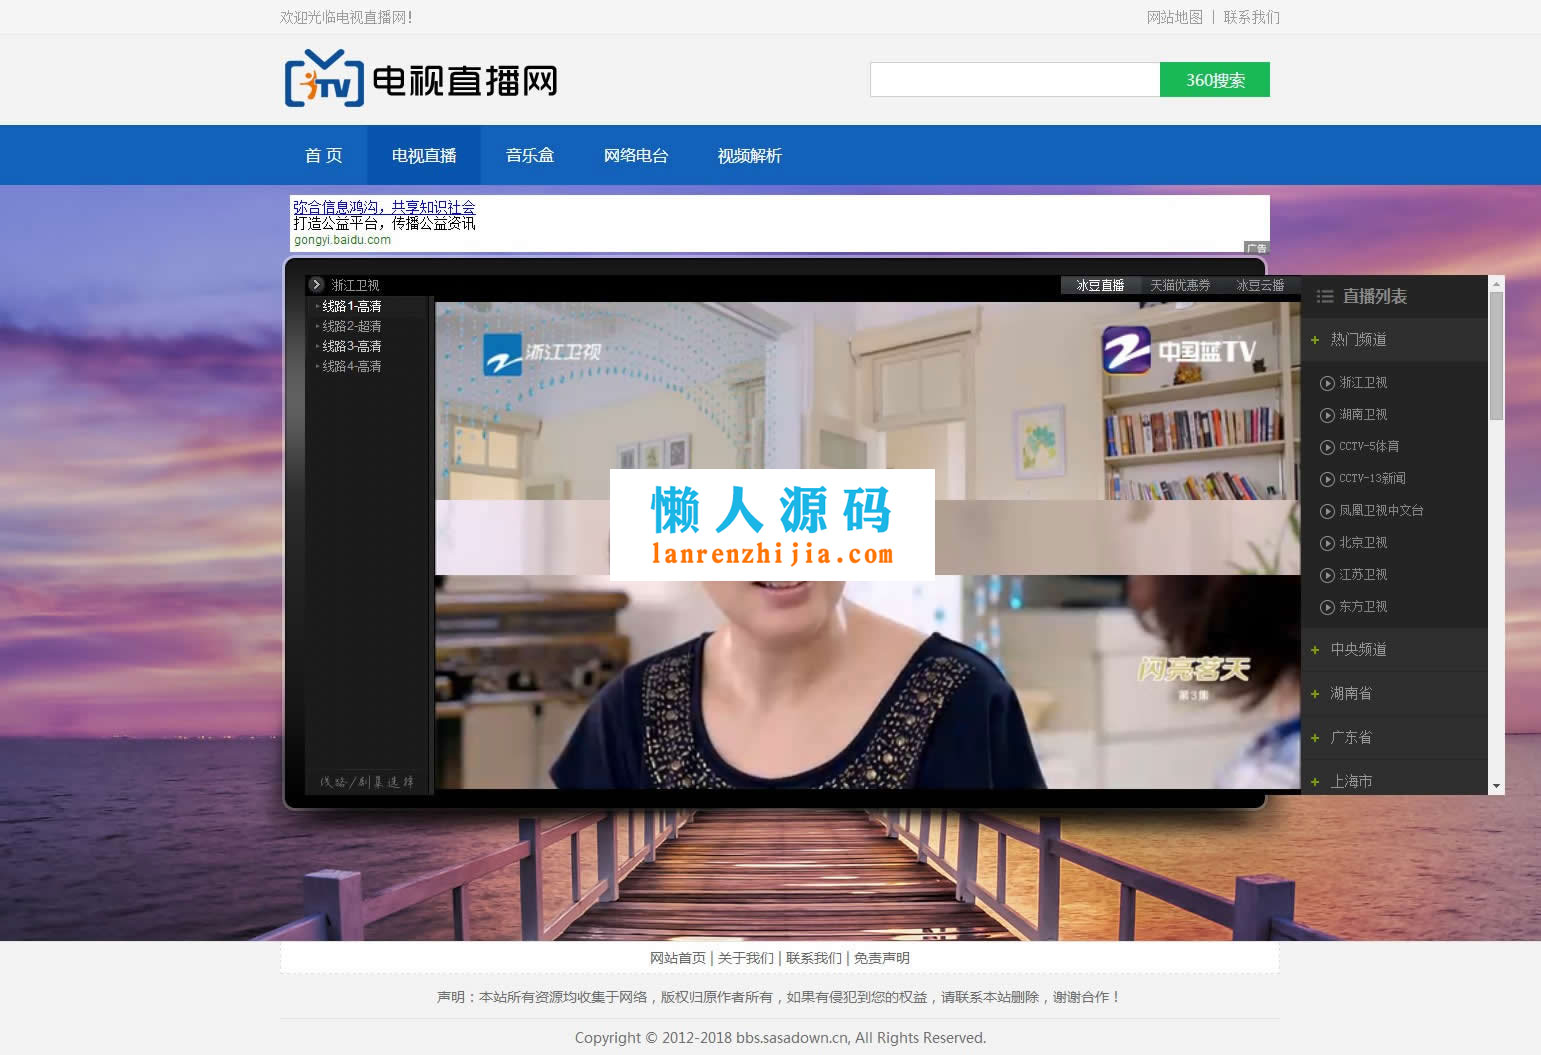 欢迎光临电视直播网!
网站地图 | 联系我们
TV 电视直播网
360搜索
首 页 电视直播 音乐盒 网络电台 视频解析
弥合信息鸿沟，共享知识社会
打造公益平台，传播公益资讯
gongyi.baidu.com
广告
浙江卫视
冰豆直播 天猫优惠券 冰豆云播
线路1-高清
线路2-超清
线路3-高清
线路4-高清
线路/剧集选择
浙江卫视
中国蓝TV
懒人源码
lanrenzhijia.com
闪亮茗天
第3集
直播列表
热门频道
浙江卫视
湖南卫视
CCTV-5体育
CCTV-13新闻
凤凰卫视中文台
北京卫视
江苏卫视
东方卫视
中央频道
湖南省
广东省
上海市
网站首页 | 关于我们 | 联系我们 | 免责声明
声明：本站所有资源均收集于网络，版权归原作者所有，如果有侵犯到您的权益，请联系本站删除，谢谢合作！
Copyright © 2012-2018 bbs.sasadown.cn, All Rights Reserved.